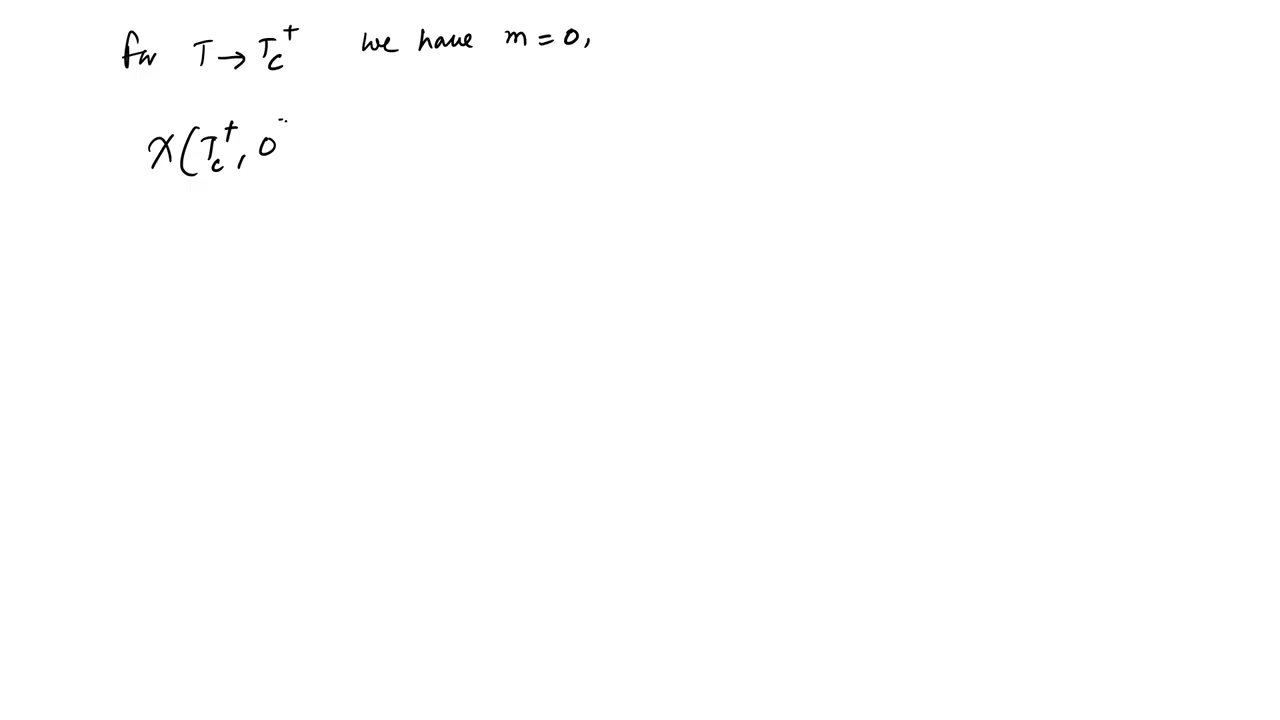 for T → T_c^+ we have m = 0,
χ(T_c^+, 0